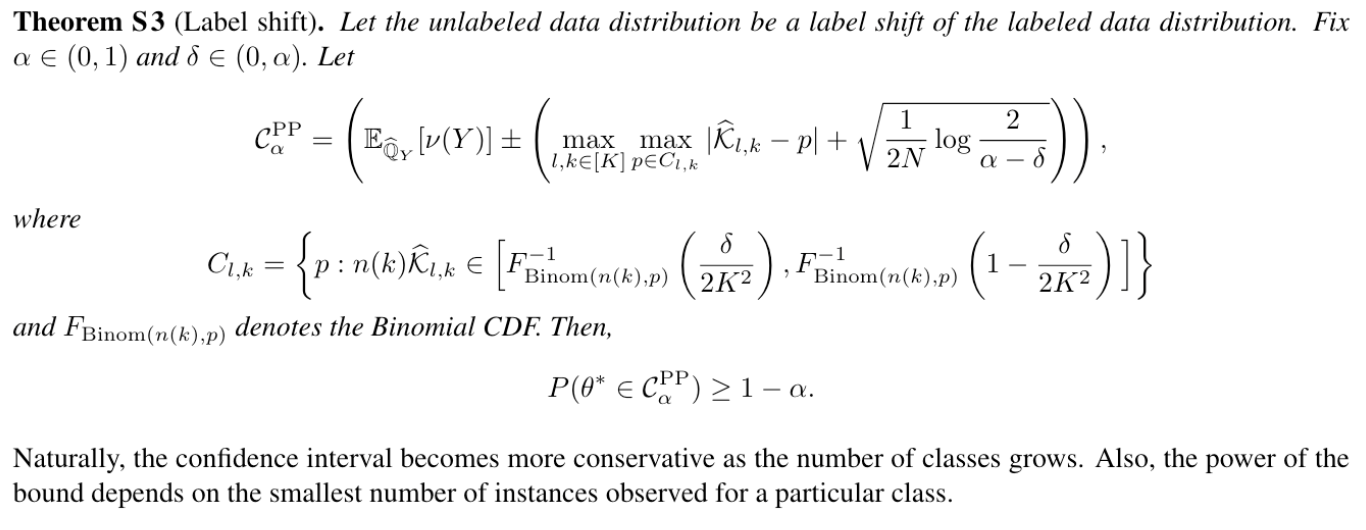 Theorem S3 (Label shift). Let the unlabeled data distribution be a label shift of the labeled data distribution. Fix
α ∈ (0, 1) and δ ∈ (0, α). Let
$\mathcal{C}_{\alpha}^{\mathrm{PP}} = \left( \mathbb{E}_{\widehat{\mathbb{Q}}_Y}[\nu(Y)] \pm \left( \max_{l,k\in[K]} \max_{p\in C_{l,k}} |\widehat{\mathcal{K}}_{l,k} - p| + \sqrt{\frac{1}{2N} \log \frac{2}{\alpha - \delta}} \right) \right),$
where
$C_{l,k} = \left\{ p : n(k)\widehat{\mathcal{K}}_{l,k} \in \left[ F^{-1}_{\mathrm{Binom}(n(k),p)} \left( \frac{\delta}{2K^2} \right), F^{-1}_{\mathrm{Binom}(n(k),p)} \left( 1 - \frac{\delta}{2K^2} \right) \right] \right\}$
and $F_{\mathrm{Binom}(n(k),p)}$ denotes the Binomial CDF. Then,
$P(\theta^* \in \mathcal{C}_{\alpha}^{\mathrm{PP}}) \geq 1 - \alpha.$
Naturally, the confidence interval becomes more conservative as the number of classes grows. Also, the power of the
bound depends on the smallest number of instances observed for a particular class.